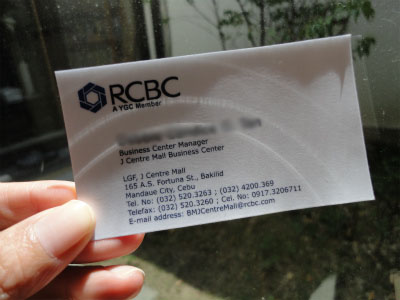 RCBC
A YGC Member
Business Center Manager
J Centre Mall Business Center
LGF, J Centre Mall
165 A.S. Fortuna St., Bakilid
Mandaue City, Cebu
Tel. No: (032) 520.3263 ; (032) 4200.369
Telefax: (032) 520.3260 ; Cel. No: 0917.3206711
E-mail address: BMJCentreMall@rcbc.com